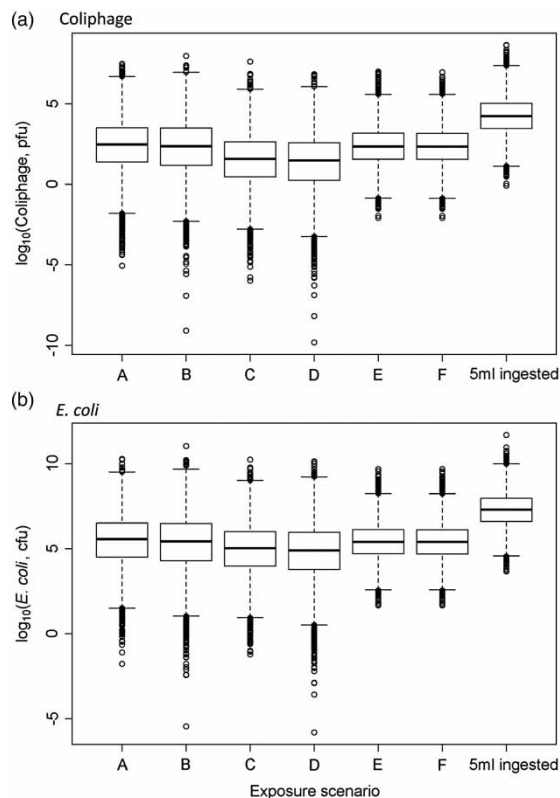 (a) Coliphage
log10(Coliphage, pfu)
5
0
-5
-10
A B C D E F 5ml ingested
(b) E. coli
log10(E. coli, cfu)
10
5
0
-5
A B C D E F 5ml ingested
Exposure scenario